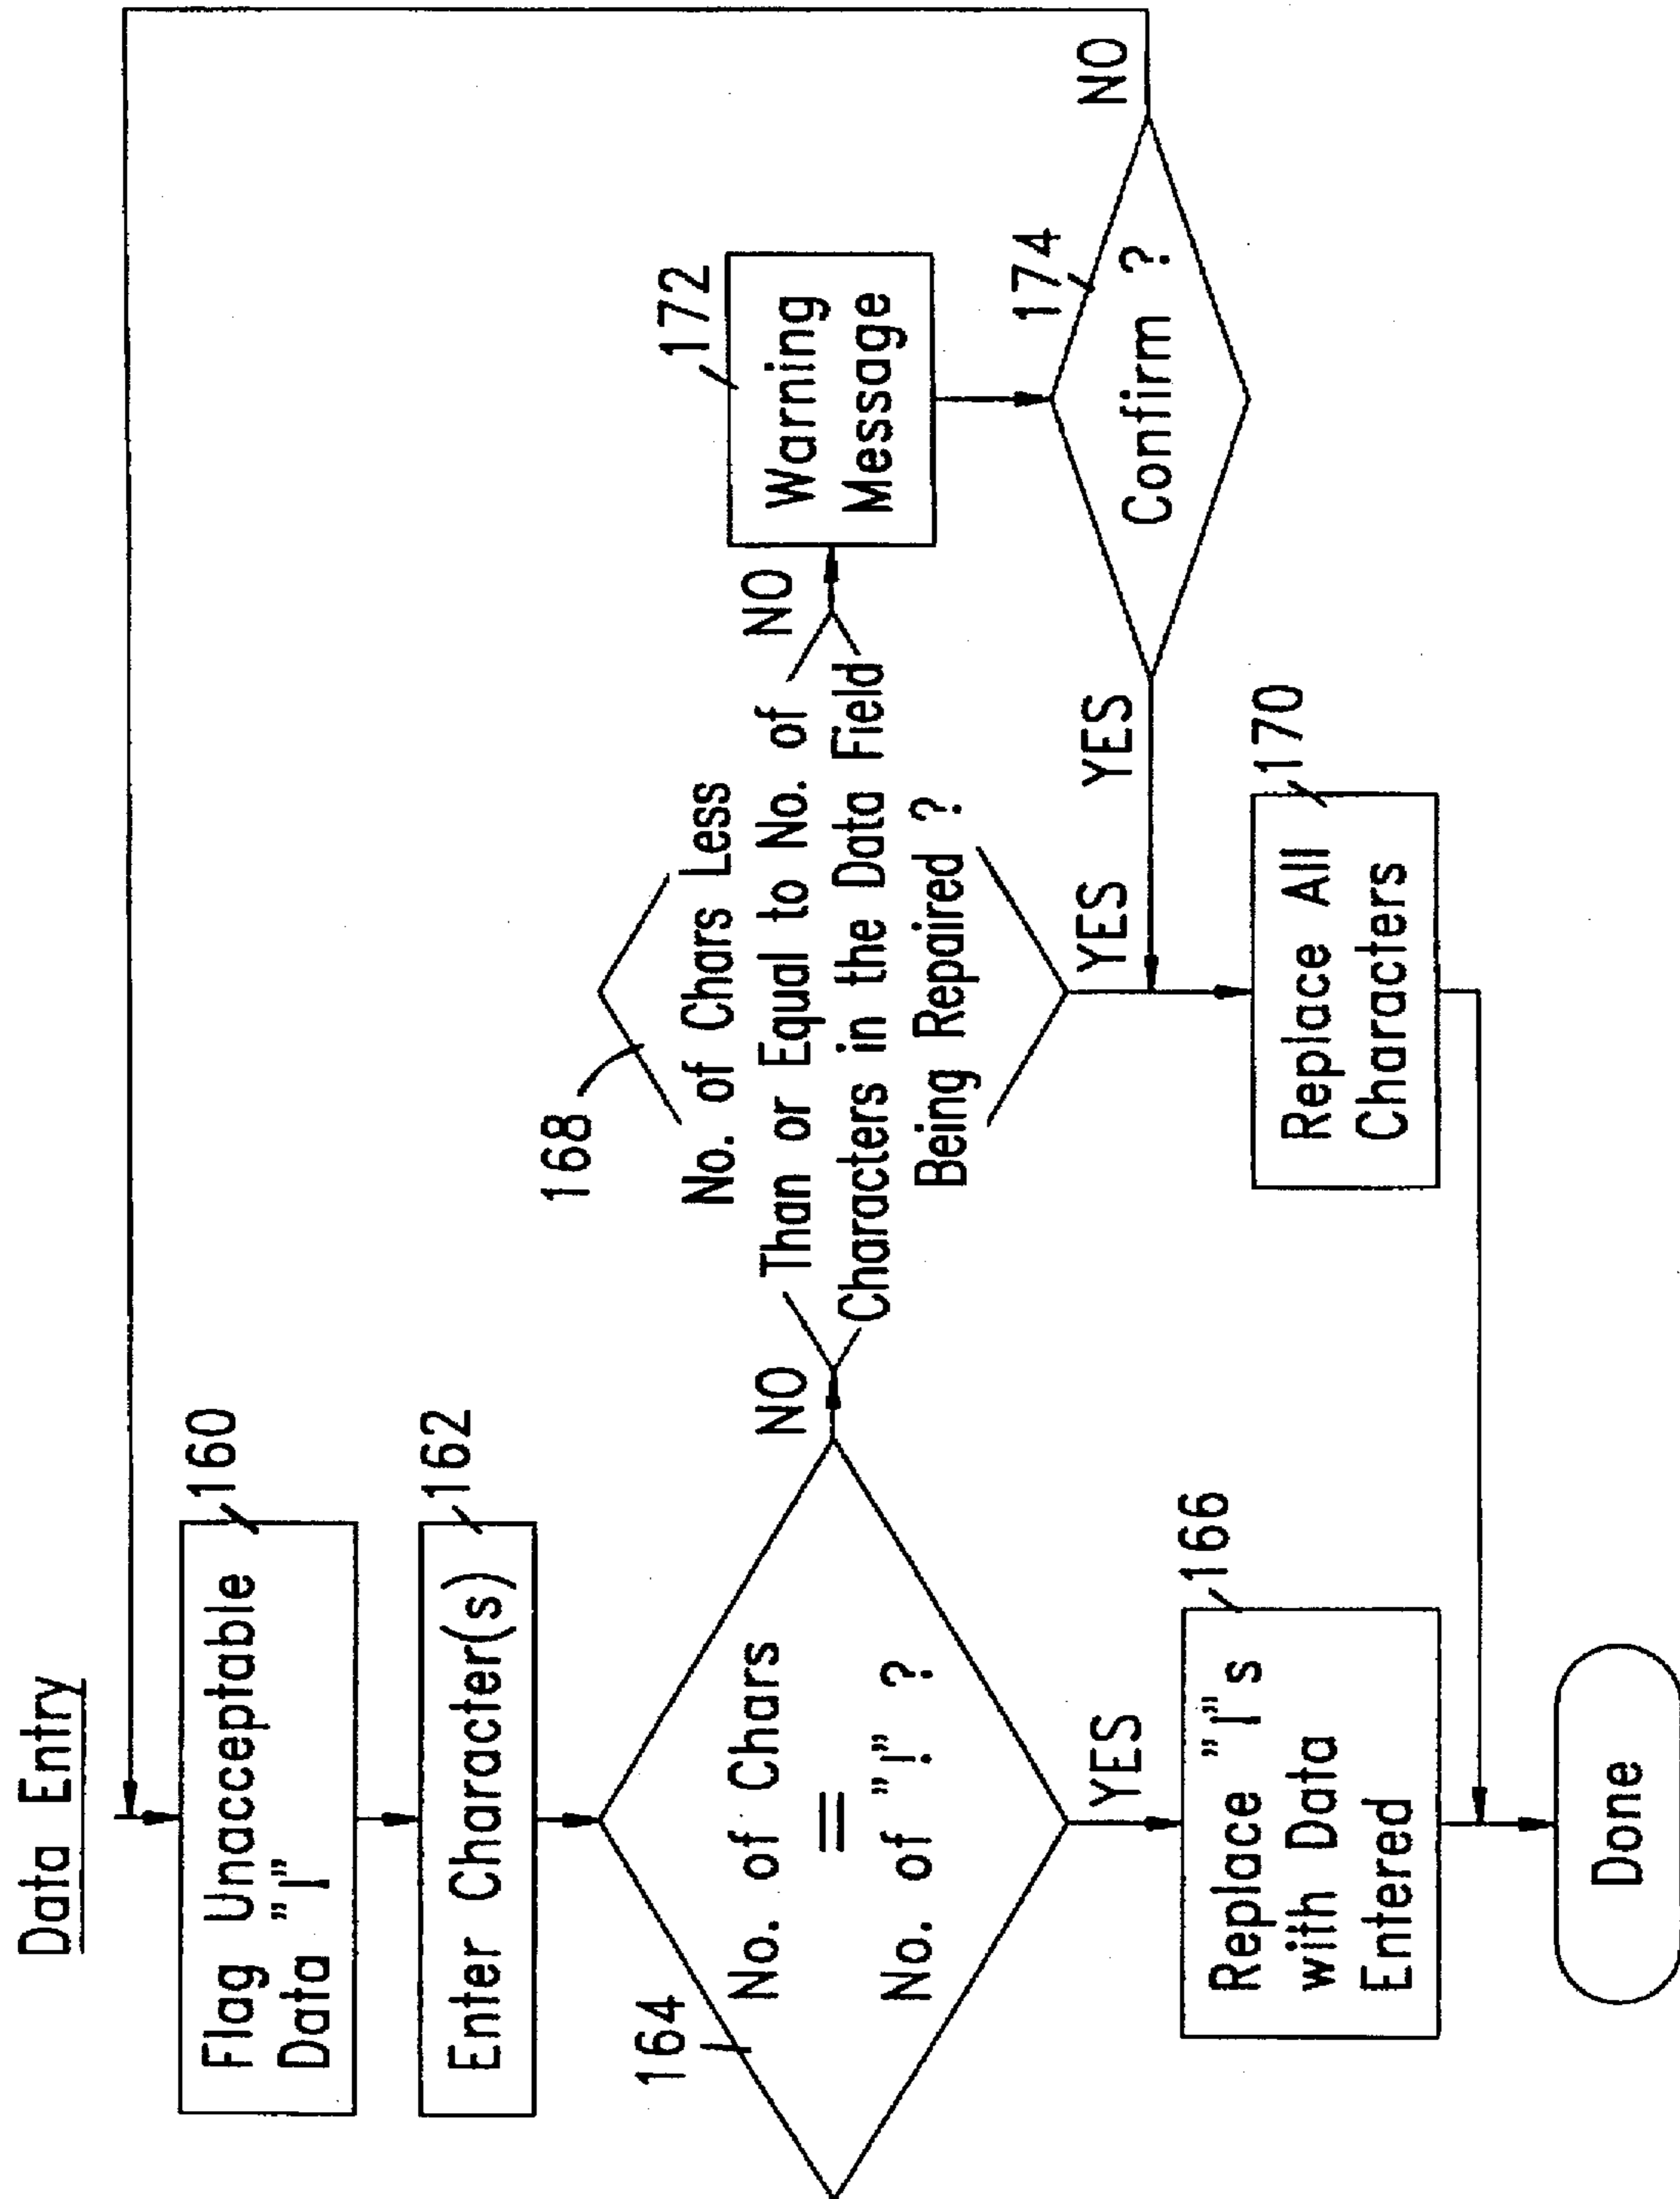 Data Entry
160
Flag Unacceptable
Data "|"
162
Enter Character(s)
164
No. of Chars
=
No. of "|" ?
NO
YES
166
Replace "|"s
with Data
Entered
Done
168
No. of Chars Less
Than or Equal to No. of
Characters in the Data Field
Being Repaired ?
NO
YES
170
Replace All
Characters
172
Warning
Message
174
Confirm ?
NO
YES